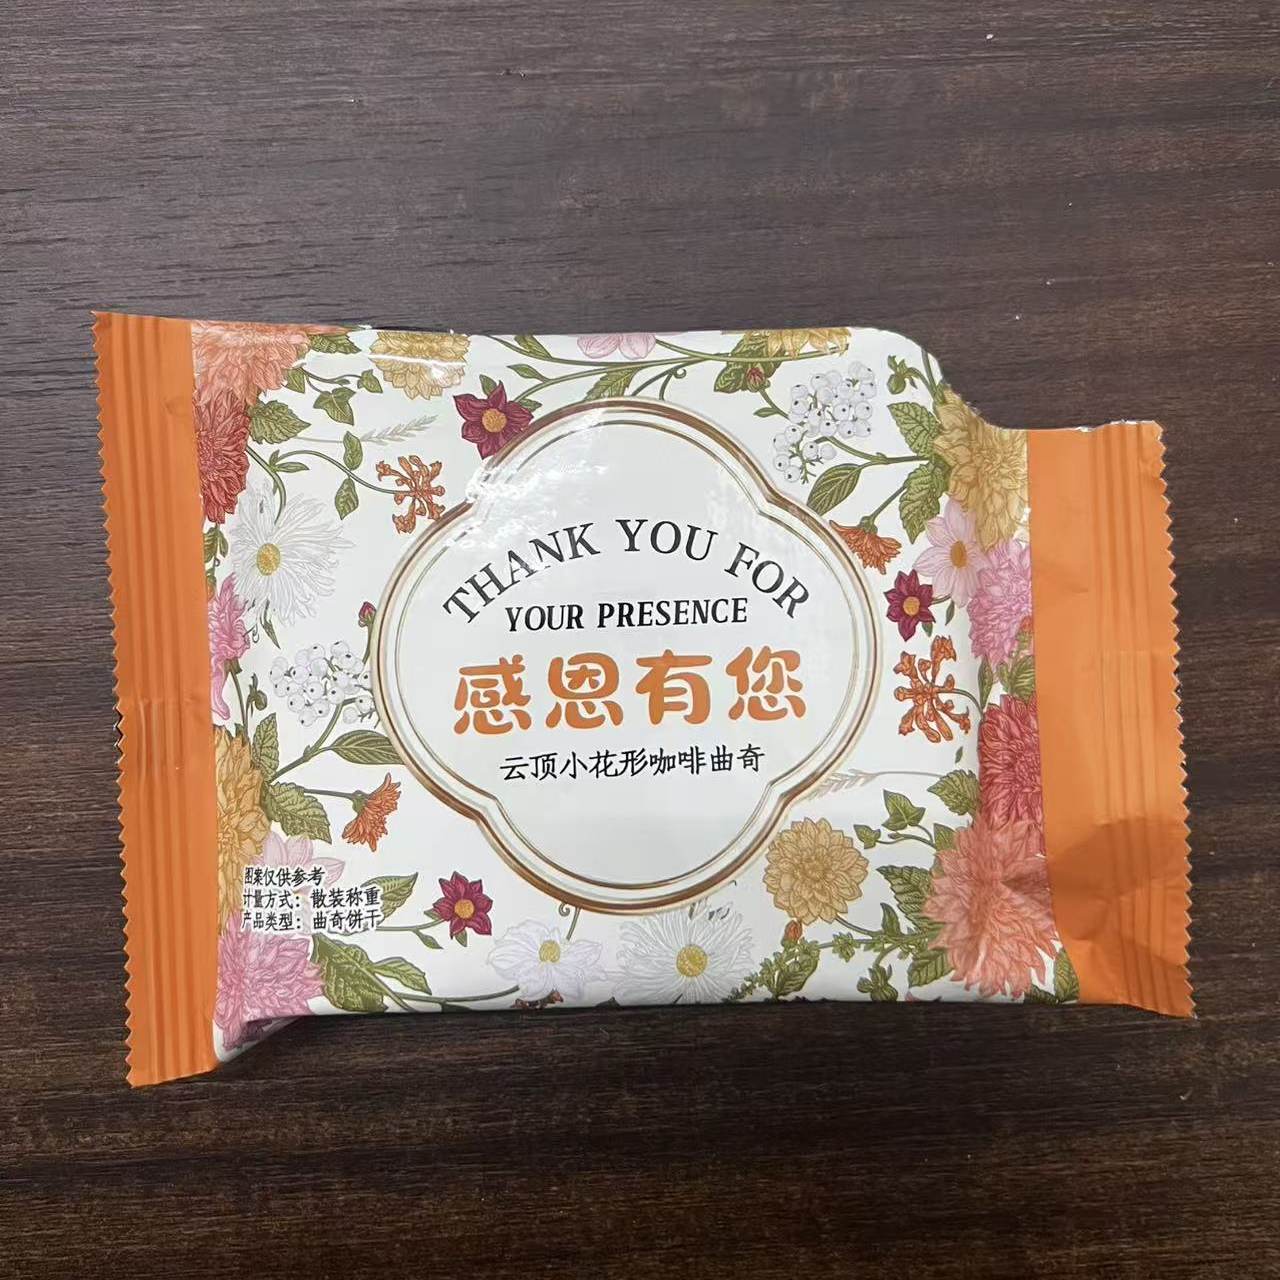 THANK YOU FOR
YOUR PRESENCE
感恩有您
云顶小花形咖啡曲奇
图案仅供参考
计量方式：散装称重
产品类型：曲奇饼干